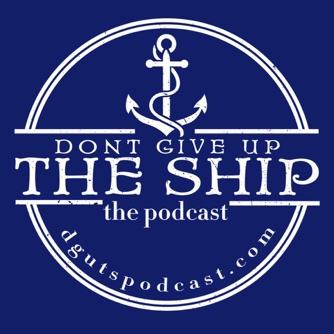 DONT GIVE UP
THE SHIP
the podcast
dgutspodcast.com